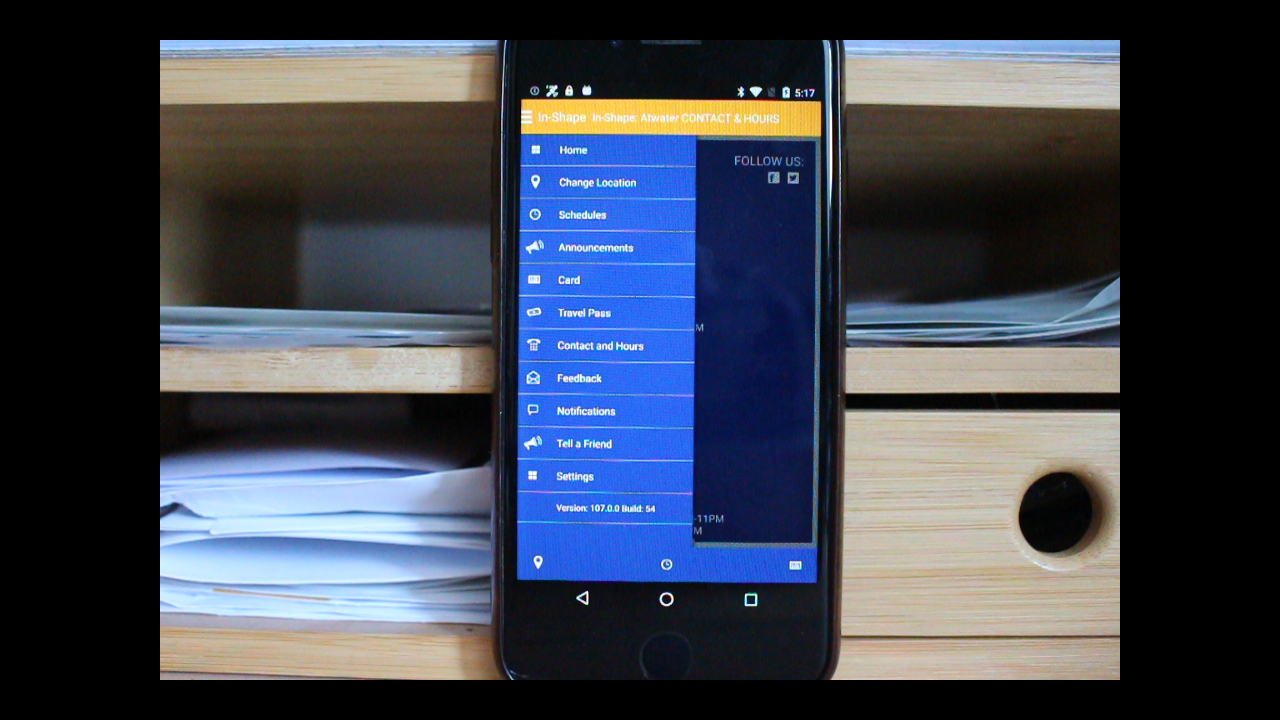 5:17
In-Shape In-Shape: Atwater CONTACT & HOURS
Home
FOLLOW US:
Change Location
Schedules
Announcements
Card
Travel Pass
M
Contact and Hours
Feedback
Notifications
Tell a Friend
Settings
Version: 107.0.0 Build: 54
-11PM
M